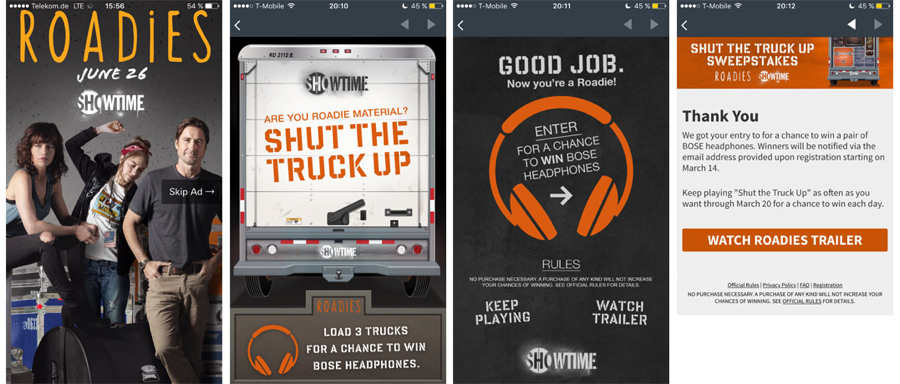 Telekom.de LTE 15:56 54 %
ROADIES
JUNE 26
SHOWTIME
Skip Ad →
T-Mobile 20:10 45 %
RD 2112 E
SHOWTIME
ARE YOU ROADIE MATERIAL?
SHUT THE
TRUCK UP
SHOWTIME
ROADIES
LOAD 3 TRUCKS
FOR A CHANCE TO WIN
BOSE HEADPHONES.
T-Mobile 20:11 45 %
GOOD JOB.
Now you're a Roadie!
ENTER
FOR A CHANCE
TO WIN BOSE
HEADPHONES
RULES
NO PURCHASE NECESSARY. A PURCHASE OF ANY KIND WILL NOT INCREASE
YOUR CHANCES OF WINNING. SEE OFFICIAL RULES FOR DETAILS.
KEEP
PLAYING
WATCH
TRAILER
SHOWTIME
T-Mobile 20:12 45 %
SHUT THE TRUCK UP
SWEEPSTAKES
ROADIES SHOWTIME
Thank You
We got your entry to for a chance to win a pair of
BOSE headphones. Winners will be notified via the
email address provided upon registration starting on
March 14.
Keep playing "Shut the Truck Up" as often as you
want through March 20 for a chance to win each day.
WATCH ROADIES TRAILER
Official Rules | Privacy Policy | FAQ | Registration
NO PURCHASE NECESSARY. A PURCHASE OF ANY KIND WILL NOT INCREASE YOUR
CHANCES OF WINNING. SEE OFFICIAL RULES FOR DETAILS.